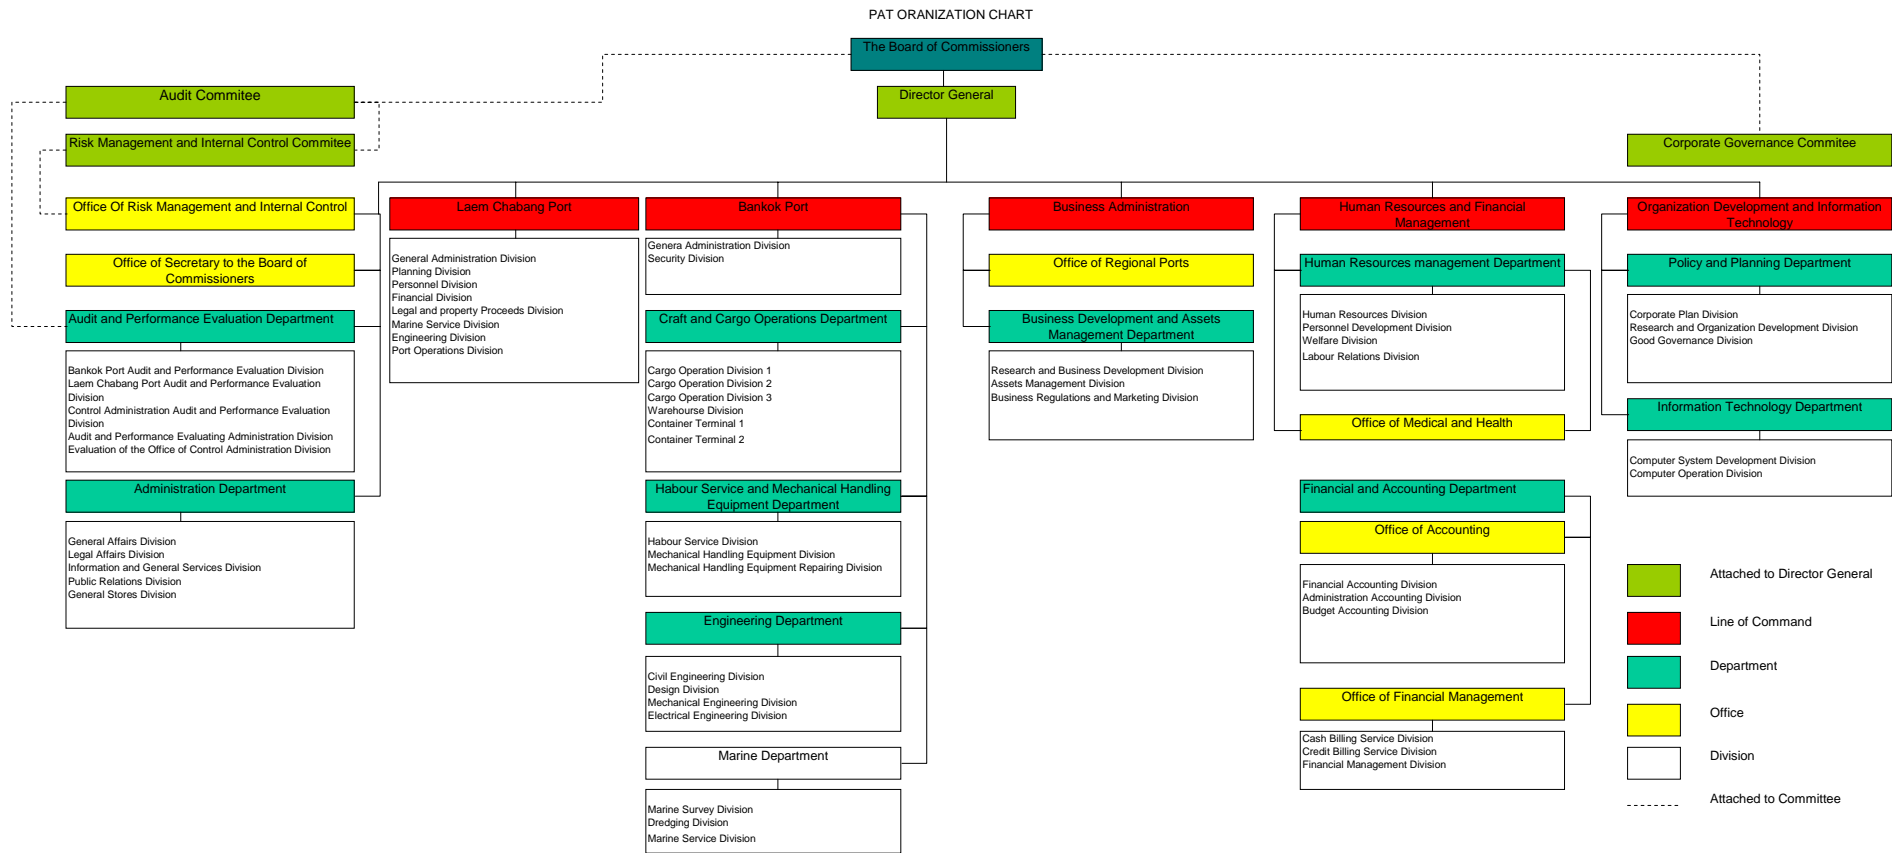 PAT ORANIZATION CHART
The Board of Commissioners
Director General
Audit Commitee
Risk Management and Internal Control Commitee
Corporate Governance Commitee
Office Of Risk Management and Internal Control
Office of Secretary to the Board of
Commissioners
Audit and Performance Evaluation Department
Bankok Port Audit and Performance Evaluation Division
Laem Chabang Port Audit and Performance Evaluation
Division
Control Administration Audit and Performance Evaluation
Division
Audit and Performance Evaluating Administration Division
Evaluation of the Office of Control Administration Division
Administration Department
General Affairs Division
Legal Affairs Division
Information and General Services Division
Public Relations Division
General Stores Division
Laem Chabang Port
General Administration Division
Planning Division
Personnel Division
Financial Division
Legal and property Proceeds Division
Marine Service Division
Engineering Division
Port Operations Division
Bankok Port
Genera Administration Division
Security Division
Craft and Cargo Operations Department
Cargo Operation Division 1
Cargo Operation Division 2
Cargo Operation Division 3
Warehourse Division
Container Terminal 1
Container Terminal 2
Habour Service and Mechanical Handling
Equipment Department
Habour Service Division
Mechanical Handling Equipment Division
Mechanical Handling Equipment Repairing Division
Engineering Department
Civil Engineering Division
Design Division
Mechanical Engineering Division
Electrical Engineering Division
Marine Department
Marine Survey Division
Dredging Division
Marine Service Division
Business Administration
Office of Regional Ports
Business Development and Assets
Management Department
Research and Business Development Division
Assets Management Division
Business Regulations and Marketing Division
Human Resources and Financial
Management
Human Resources management Department
Human Resources Division
Personnel Development Division
Welfare Division
Labour Relations Division
Office of Medical and Health
Financial and Accounting Department
Office of Accounting
Financial Accounting Division
Administration Accounting Division
Budget Accounting Division
Office of Financial Management
Cash Billing Service Division
Credit Billing Service Division
Financial Management Division
Organization Development and Information
Technology
Policy and Planning Department
Corporate Plan Division
Research and Organization Development Division
Good Governance Division
Information Technology Department
Computer System Development Division
Computer Operation Division
Attached to Director General
Line of Command
Department
Office
Division
Attached to Committee